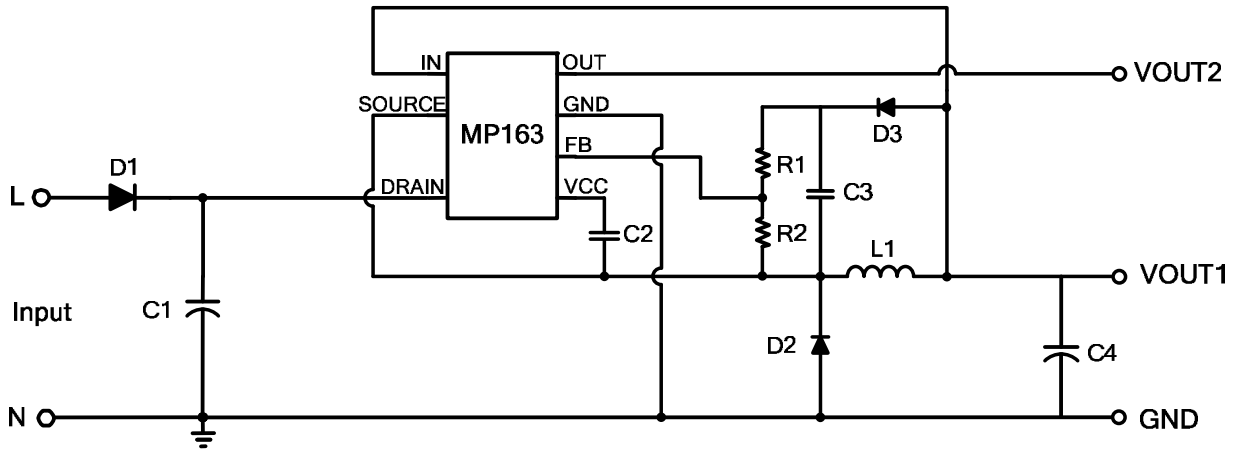 IN
OUT
VOUT2
SOURCE
GND
MP163
D3
FB
D1
R1
L
DRAIN
VCC
C3
C2
R2
L1
VOUT1
Input
C1
D2
C4
N
GND